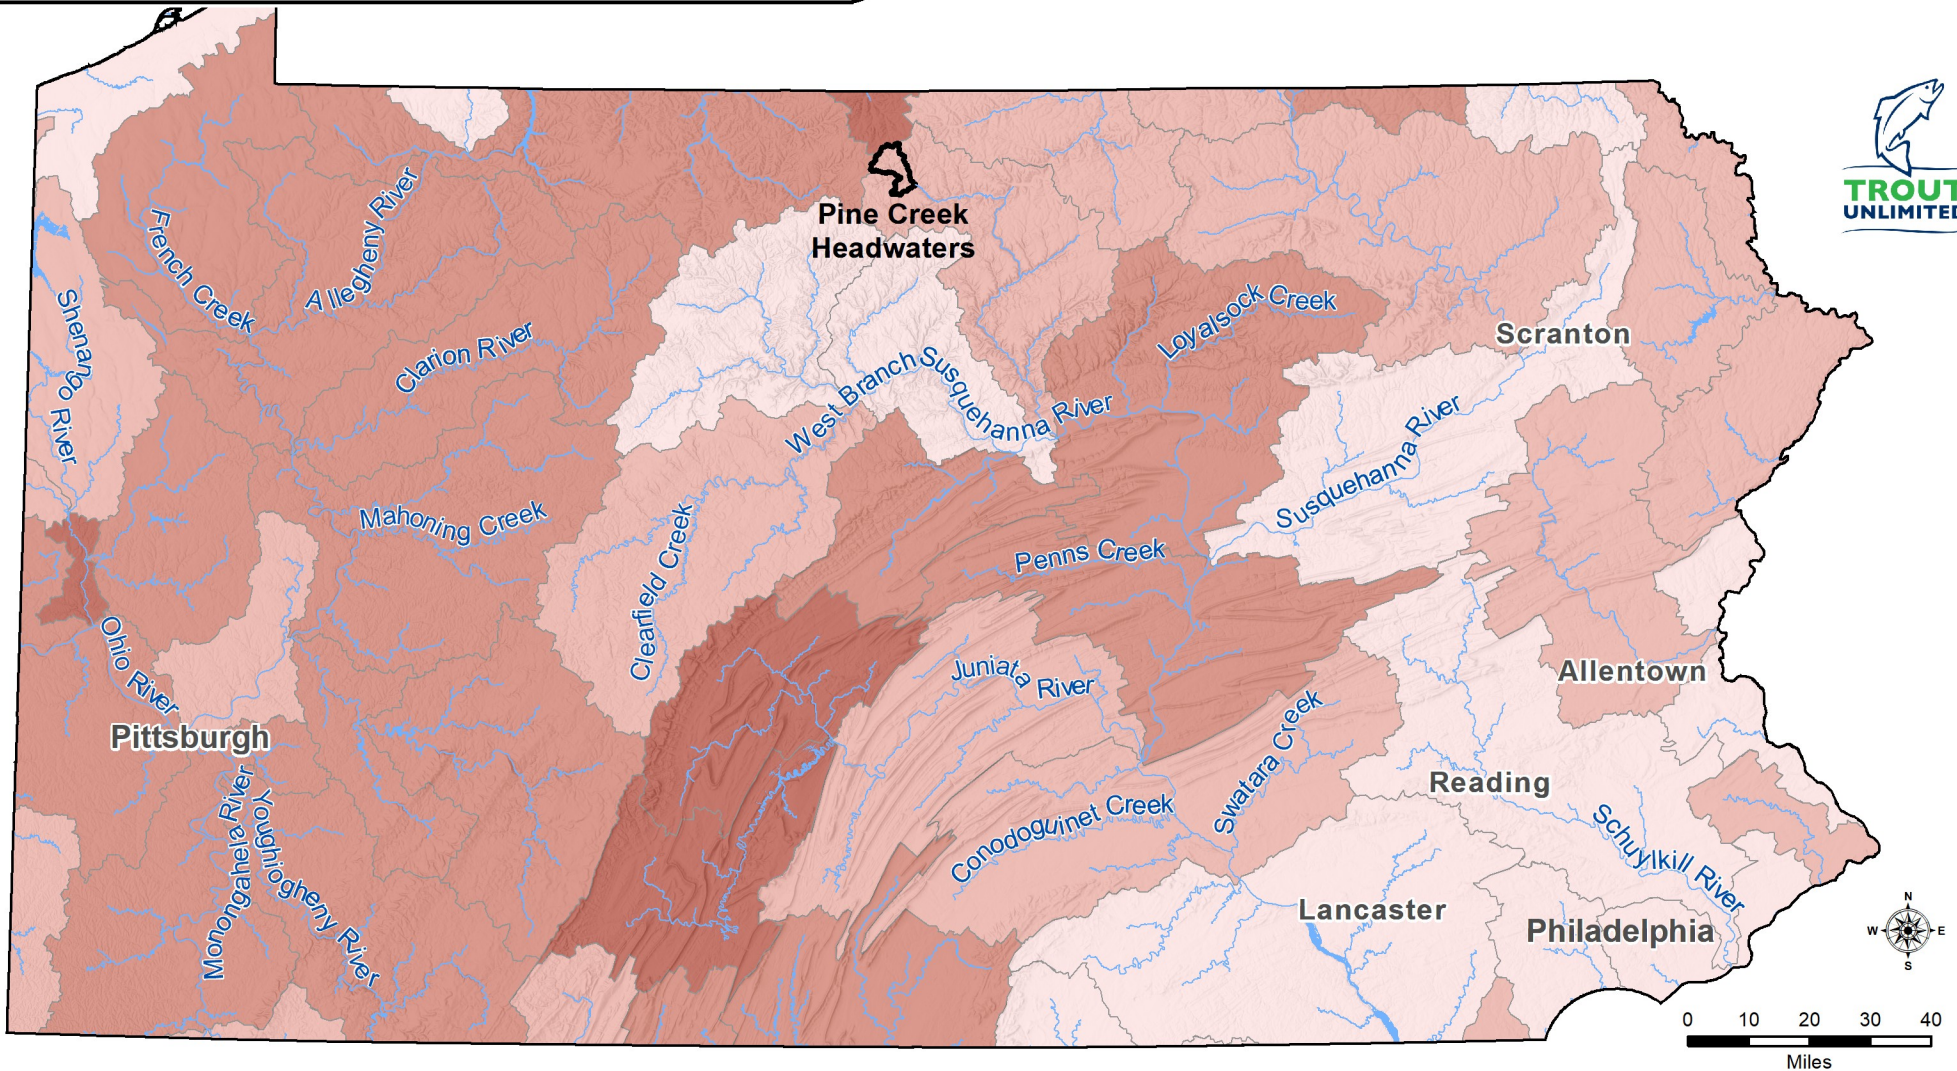 TROUT
UNLIMITED
Pine Creek
Headwaters
French Creek
Allegheny River
Shenango River
Clarion River
West Branch Susquehanna River
Loyalsock Creek
Scranton
Susquehanna River
Mahoning Creek
Clearfield Creek
Penns Creek
Ohio River
Pittsburgh
Juniata River
Allentown
Swatara Creek
Conodoguinet Creek
Reading
Schuylkill River
Monongahela River
Youghiogheny River
Lancaster
Philadelphia
N
W E
S
0 10 20 30 40
Miles